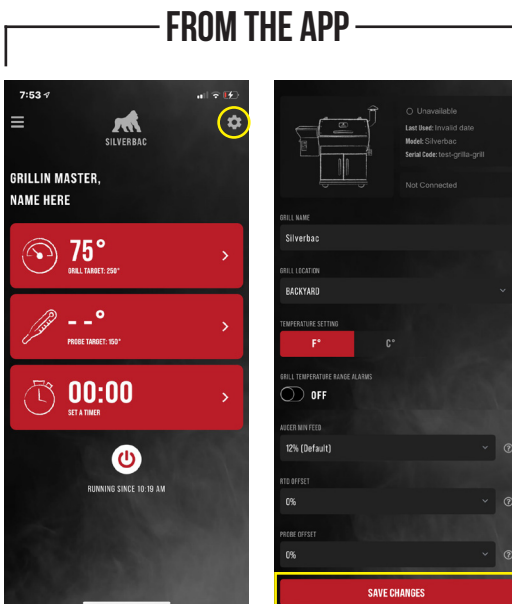 FROM THE APP
7:53
SILVERBAC
GRILLIN MASTER,
NAME HERE
75°
GRILL TARGET: 250°
- - °
PROBE TARGET: 150°
00:00
SET A TIMER
RUNNING SINCE 10:19 AM
Unavailable
Last Used: Invalid date
Model: Silverbac
Serial Code: test-grilla-grill
Not Connected
GRILL NAME
Silverbac
GRILL LOCATION
BACKYARD
TEMPERATURE SETTING
F° C°
GRILL TEMPERATURE RANGE ALARMS
OFF
AUGER MIN FEED
12% (Default)
RTD OFFSET
0%
PROBE OFFSET
0%
SAVE CHANGES